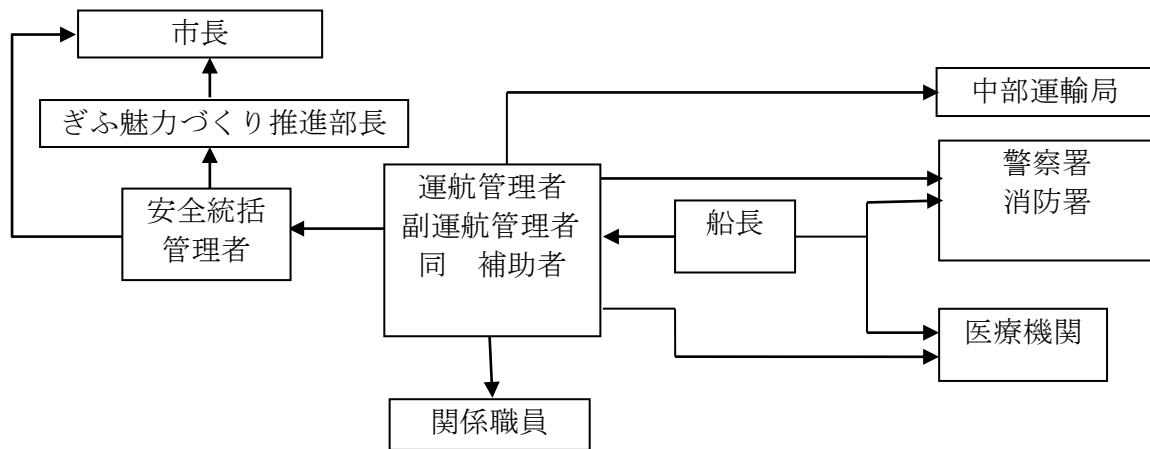 市長
中部運輸局
ぎふ魅力づくり推進部長
警察署
消防署
運航管理者
副運航管理者
同　補助者
安全統括
管理者
船長
医療機関
関係職員